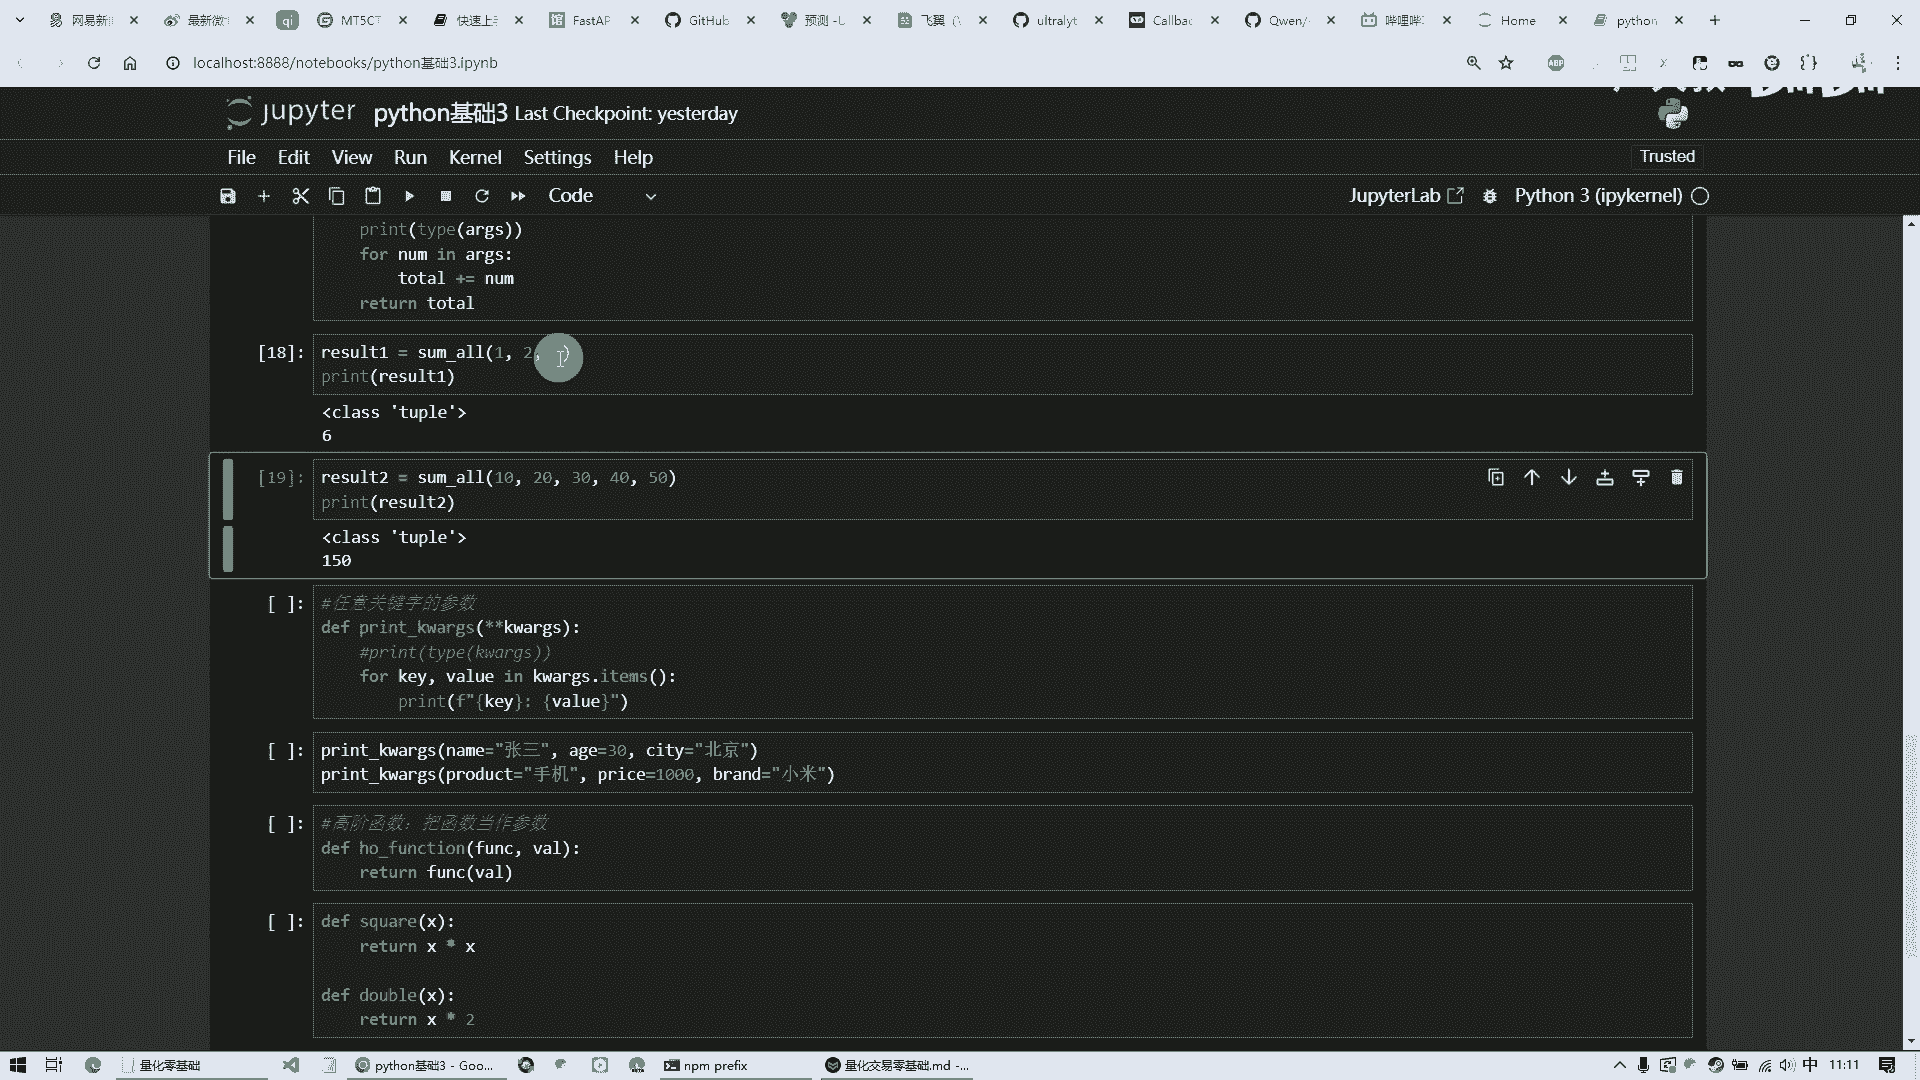 网易新 最新微 qi MT5CT 快速上手 FastAP GitHub 预测 - U 飞翼 ( ultralyt Callbac Qwen/ 哔哩哔 Home python
localhost:8888/notebooks/python基础3.ipynb
jupyter python基础3 Last Checkpoint: yesterday
File Edit View Run Kernel Settings Help Trusted
Code JupyterLab Python 3 (ipykernel)
print(type(args))
for num in args:
total += num
return total
[18]: result1 = sum_all(1, 2, )
print(result1)
<class 'tuple'>
6
[19]: result2 = sum_all(10, 20, 30, 40, 50)
print(result2)
<class 'tuple'>
150
[ ]: #任意关键字的参数
def print_kwargs(**kwargs):
#print(type(kwargs))
for key, value in kwargs.items():
print(f"{key}: {value}")
[ ]: print_kwargs(name="张三", age=30, city="北京")
print_kwargs(product="手机", price=1000, brand="小米")
[ ]: #高阶函数：把函数当作参数
def ho_function(func, val):
return func(val)
[ ]: def square(x):
return x * x
def double(x):
return x * 2
量化零基础 python基础3 - Goo... npm prefix 量化交易零基础.md -... 中 11:11